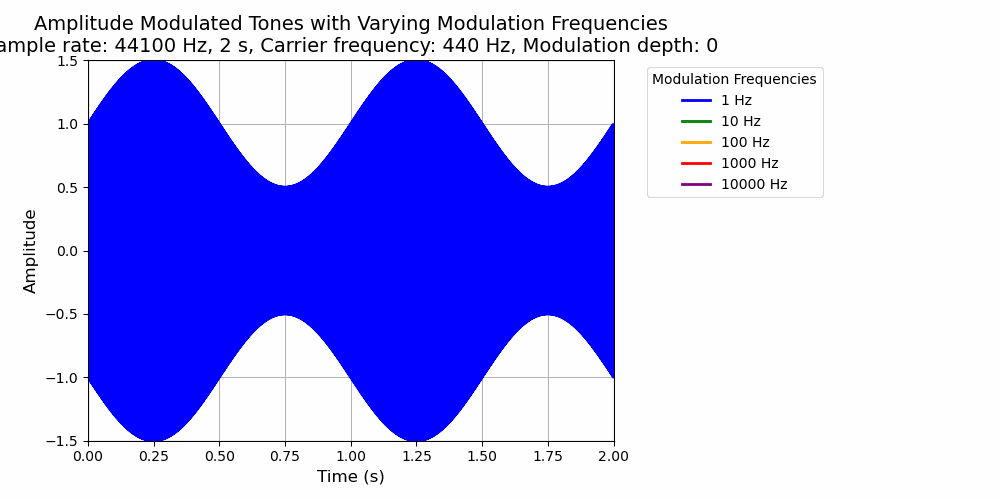 Amplitude Modulated Tones with Varying Modulation Frequencies
ample rate: 44100 Hz, 2 s, Carrier frequency: 440 Hz, Modulation depth: 0
1.5
1.0
0.5
0.0
−0.5
−1.0
−1.5
Amplitude
0.00 0.25 0.50 0.75 1.00 1.25 1.50 1.75 2.00
Time (s)
Modulation Frequencies
1 Hz
10 Hz
100 Hz
1000 Hz
10000 Hz